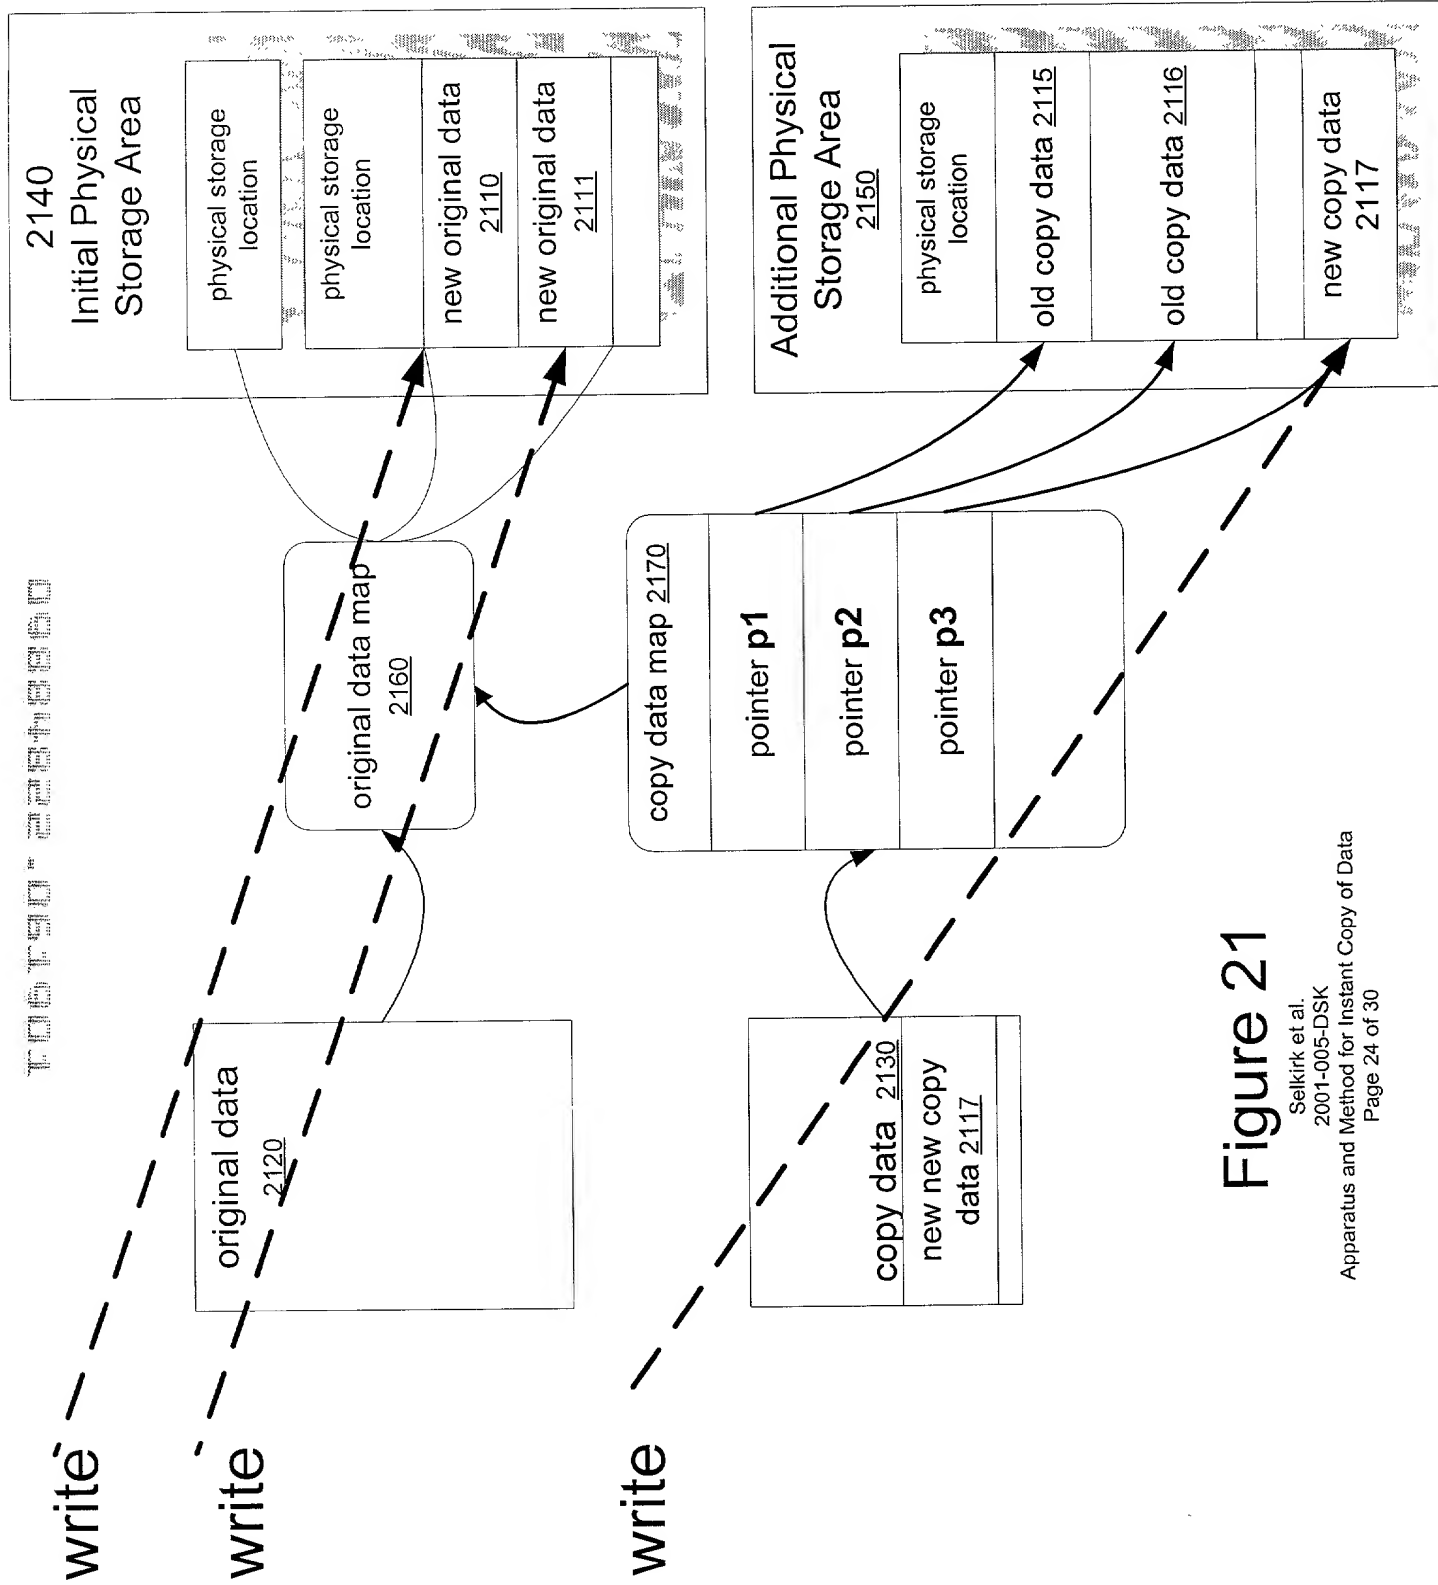 write
write
write
original data
2120
copy data 2130
new new copy
data 2117
original data map
2160
copy data map 2170
pointer p1
pointer p2
pointer p3
2140
Initial Physical
Storage Area
physical storage
location
physical storage
location
new original data
2110
new original data
2111
Additional Physical
Storage Area
2150
physical storage
location
old copy data 2115
old copy data 2116
new copy data
2117
Figure 21
Selkirk et al.
2001-005-DSK
Apparatus and Method for Instant Copy of Data
Page 24 of 30